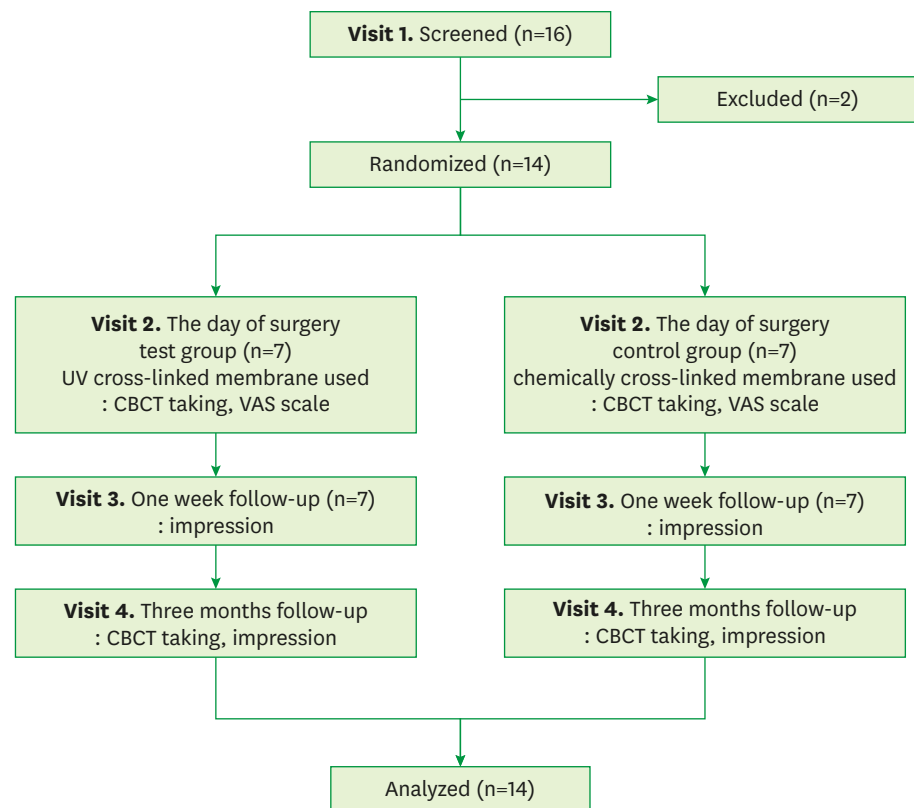 Visit 1. Screened (n=16)
Excluded (n=2)
Randomized (n=14)
Visit 2. The day of surgery
test group (n=7)
UV cross-linked membrane used
: CBCT taking, VAS scale
Visit 2. The day of surgery
control group (n=7)
chemically cross-linked membrane used
: CBCT taking, VAS scale
Visit 3. One week follow-up (n=7)
: impression
Visit 3. One week follow-up (n=7)
: impression
Visit 4. Three months follow-up
: CBCT taking, impression
Visit 4. Three months follow-up
: CBCT taking, impression
Analyzed (n=14)